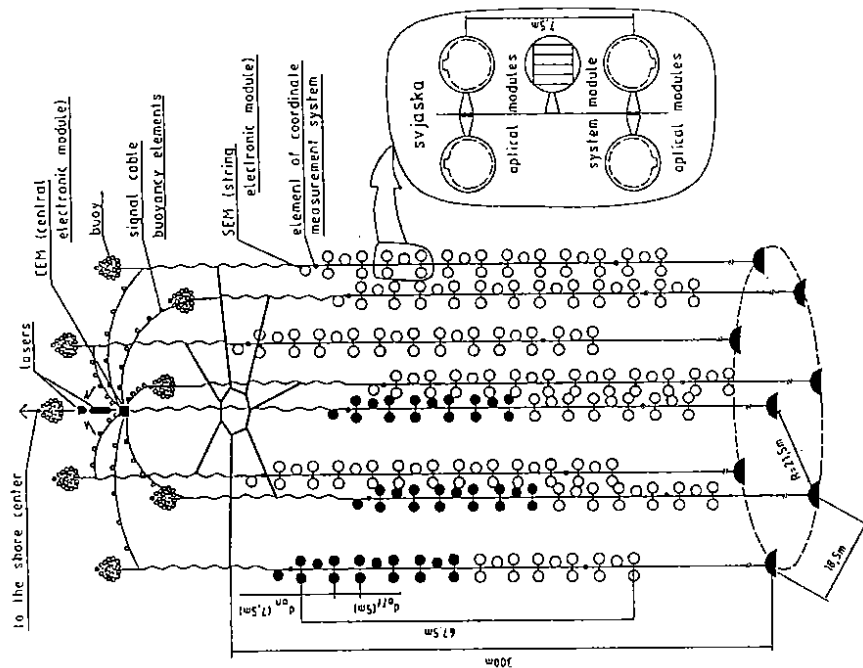 to the shore center
lasers
CEM (central
electronic module)
buoy
signal cable
buoyancy elements
SEM (string
electronic module)
element of coordinate
measurement system
svjaska
7,5m
optical modules
system module
optical modules
d on (7,5m)
d off (5m)
67,5m
300m
R=21,5m
18,5m